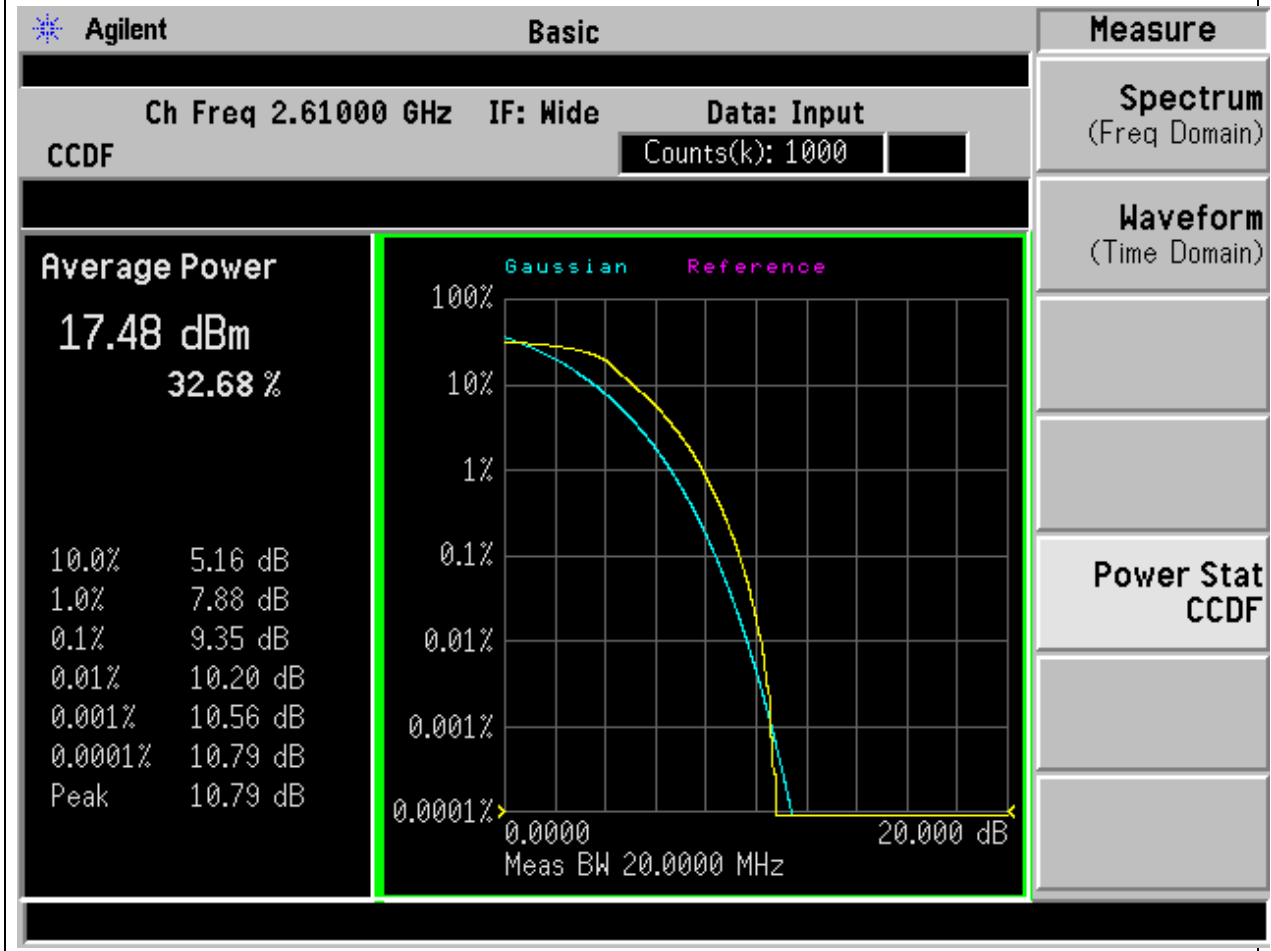 Agilent Basic
Ch Freq 2.61000 GHz IF: Wide Data: Input
CCDF Counts(k): 1000
Average Power
17.48 dBm
32.68 %
10.0% 5.16 dB
1.0% 7.88 dB
0.1% 9.35 dB
0.01% 10.20 dB
0.001% 10.56 dB
0.0001% 10.79 dB
Peak 10.79 dB
Gaussian Reference
100%
10%
1%
0.1%
0.01%
0.001%
0.0001%
0.0000 20.000 dB
Meas BW 20.0000 MHz
Measure
Spectrum
(Freq Domain)
Waveform
(Time Domain)
Power Stat
CCDF